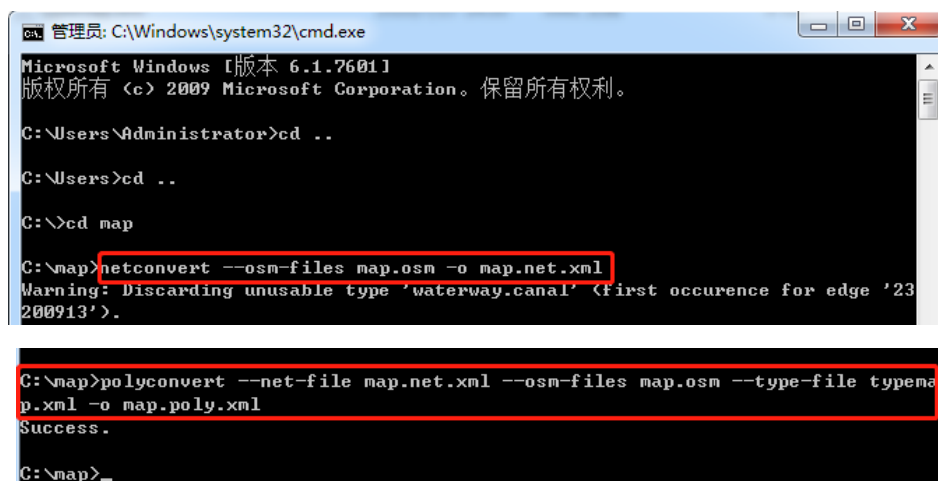 管理员: C:\Windows\system32\cmd.exe
Microsoft Windows [版本 6.1.7601]
版权所有 (c) 2009 Microsoft Corporation。保留所有权利。
C:\Users\Administrator>cd ..
C:\Users>cd ..
C:\>cd map
C:\map>netconvert --osm-files map.osm -o map.net.xml
Warning: Discarding unusable type 'waterway.canal' (first occurence for edge '23
200913').
C:\map>polyconvert --net-file map.net.xml --osm-files map.osm --type-file typema
p.xml -o map.poly.xml
Success.
C:\map>_